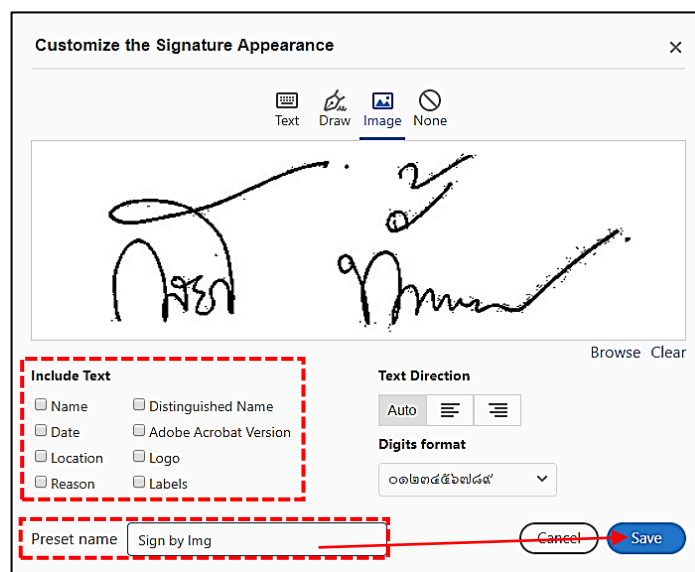 Customize the Signature Appearance
Text Draw Image None
Browse Clear
Include Text
Name Distinguished Name
Date Adobe Acrobat Version
Location Logo
Reason Labels
Text Direction
Auto
Digits format
๐๑๒๓๔๕๖๗๘๙
Preset name Sign by Img
Cancel Save